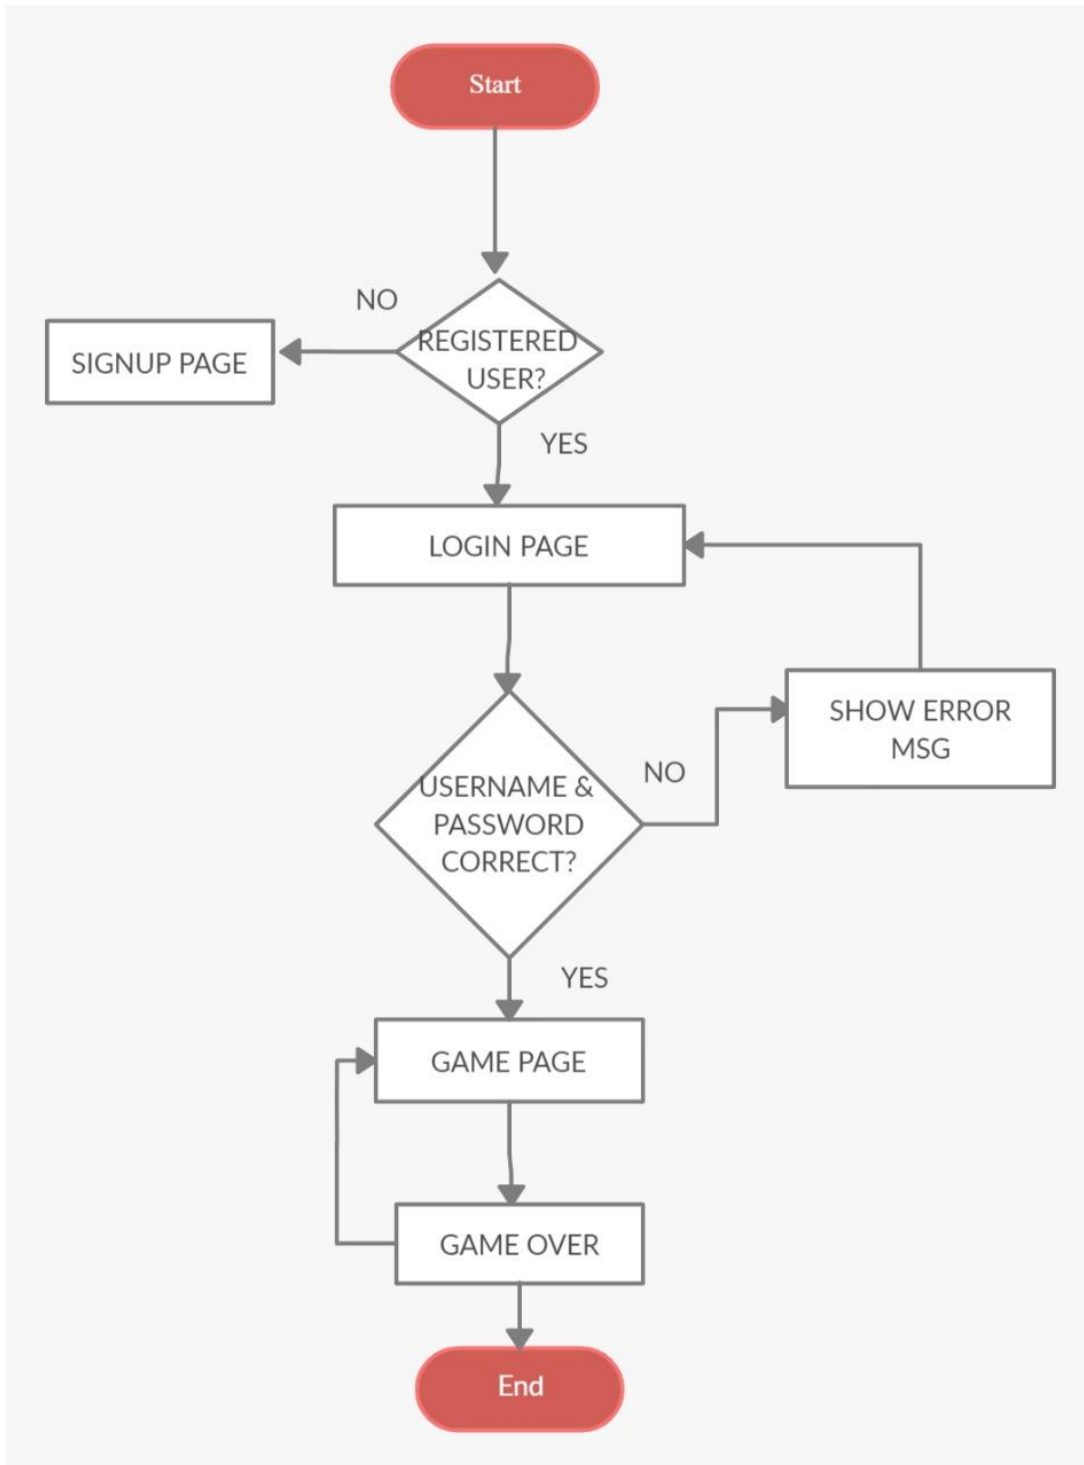 Start
NO
REGISTERED
USER?
SIGNUP PAGE
YES
LOGIN PAGE
SHOW ERROR
MSG
NO
USERNAME &
PASSWORD
CORRECT?
YES
GAME PAGE
GAME OVER
End